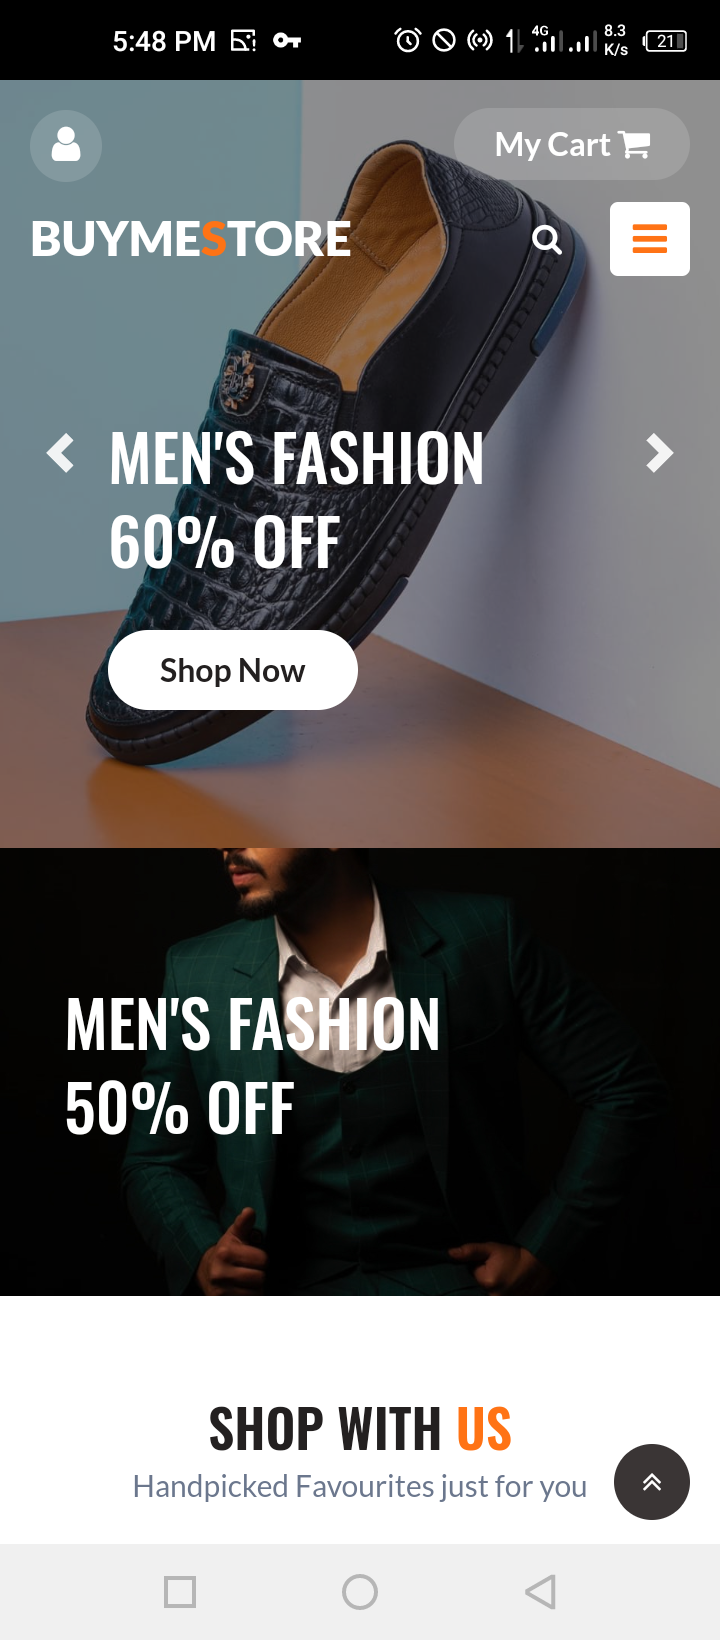 5:48 PM
4G
8.3
K/s
21
My Cart
BUYMESTORE
MEN'S FASHION
60% OFF
Shop Now
MEN'S FASHION
50% OFF
SHOP WITH US
Handpicked Favourites just for you